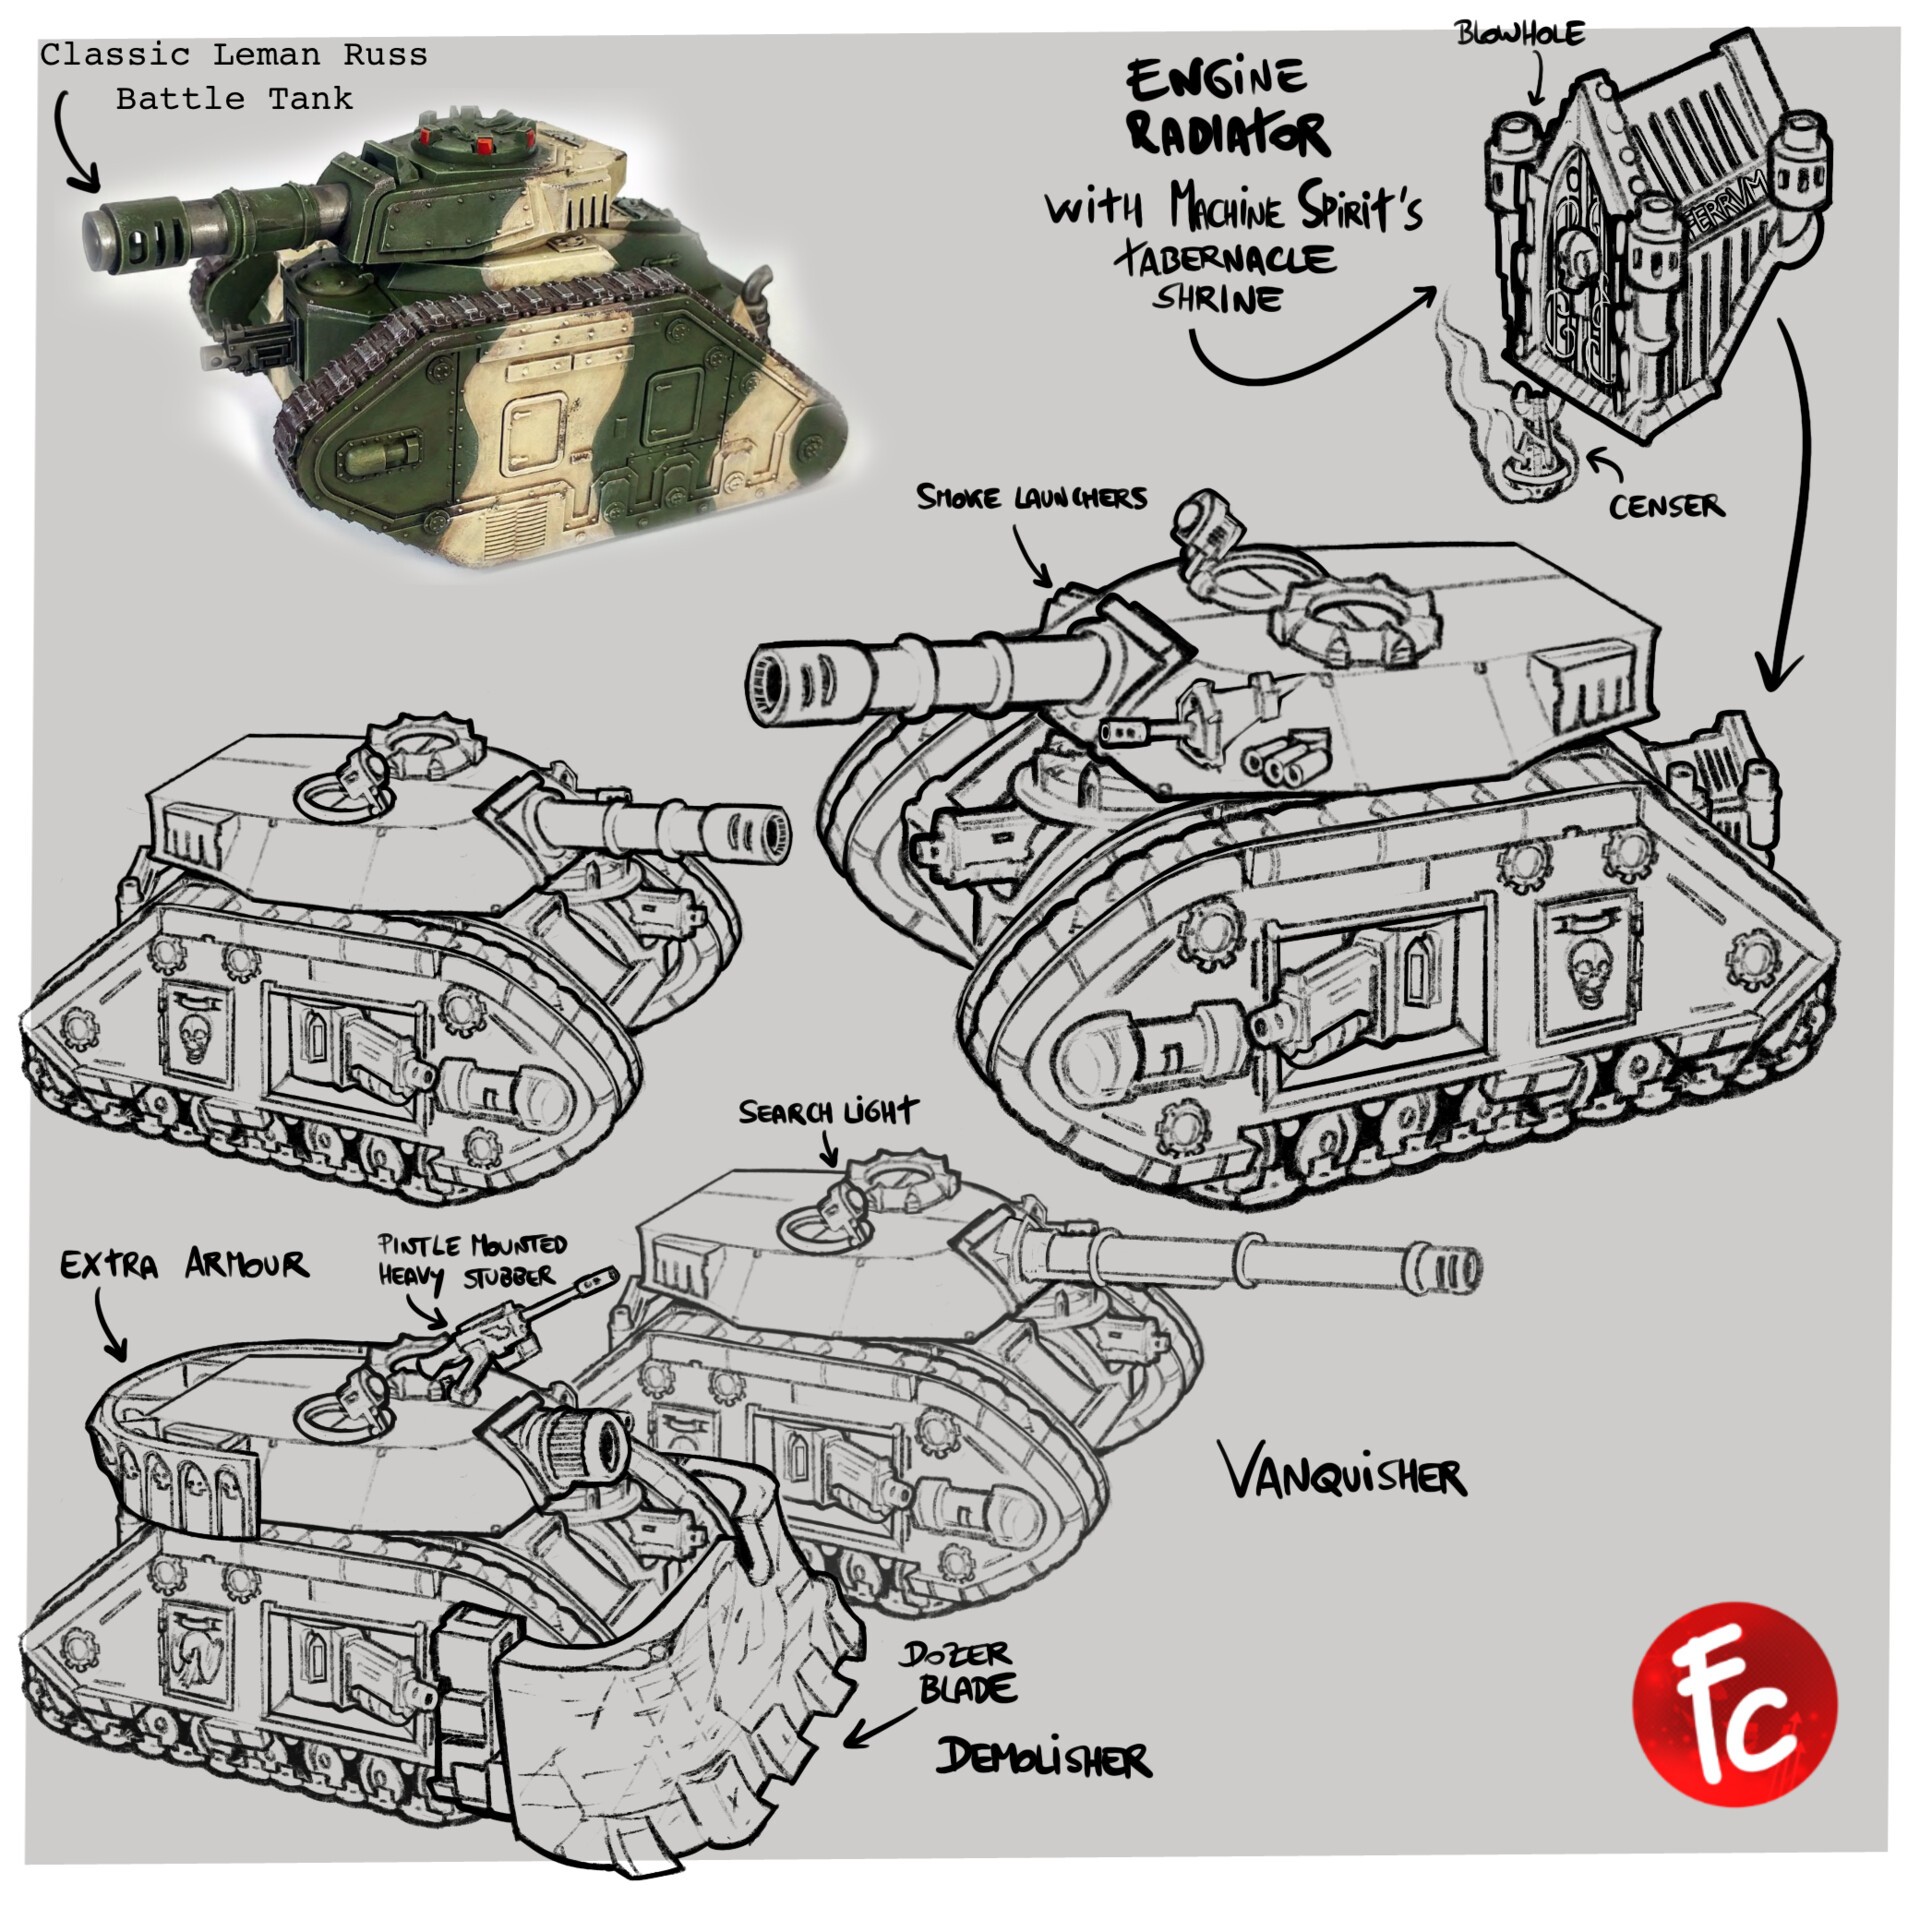 Classic Leman Russ
Battle Tank
BLOWHOLE
ENGINE
RADIATOR
WITH MACHINE SPIRIT'S
TABERNACLE
SHRINE
FERRVM
CENSER
SMOKE LAUNCHERS
SEARCH LIGHT
EXTRA ARMOUR
PINTLE MOUNTED
HEAVY STUBBER
VANQUISHER
DOZER
BLADE
DEMOLISHER
FC